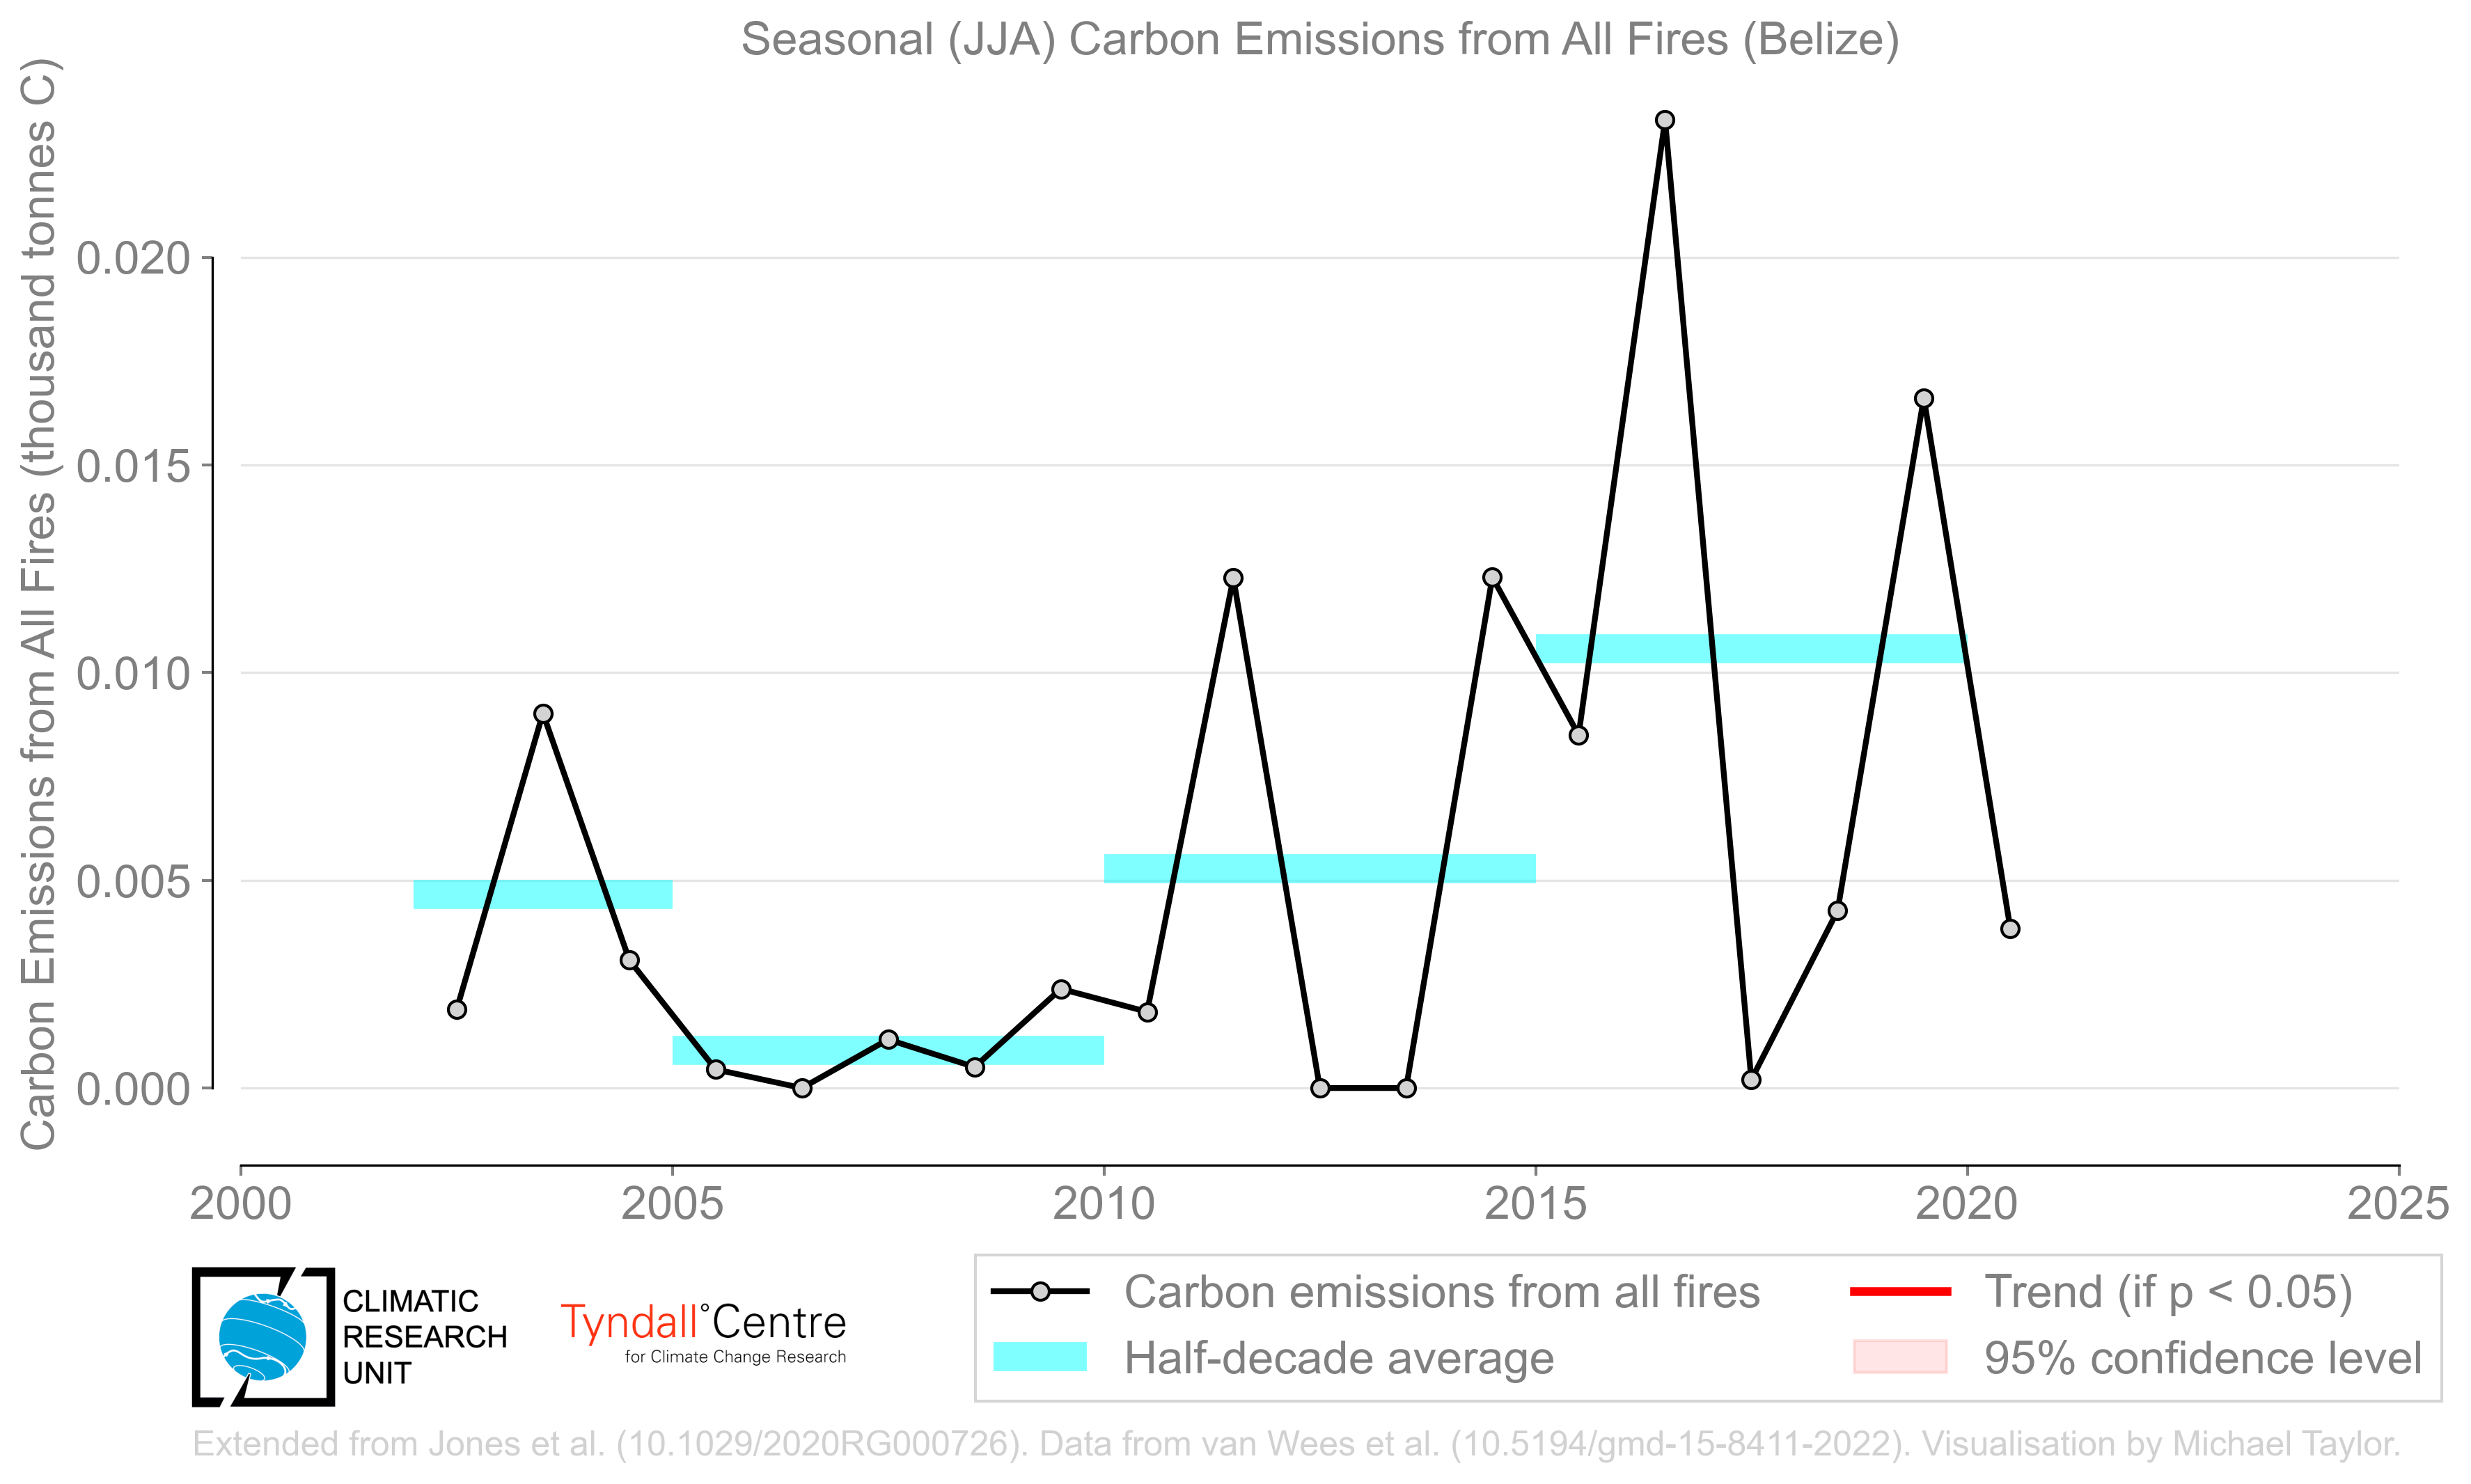 Seasonal (JJA) Carbon Emissions from All Fires (Belize)
Carbon Emissions from All Fires (thousand tonnes C)
0.020
0.015
0.010
0.005
0.000
2000
2005
2010
2015
2020
2025
CLIMATIC
RESEARCH
UNIT
Tyndall°Centre
for Climate Change Research
Carbon emissions from all fires
Half-decade average
Trend (if p < 0.05)
95% confidence level
Extended from Jones et al. (10.1029/2020RG000726). Data from van Wees et al. (10.5194/gmd-15-8411-2022). Visualisation by Michael Taylor.